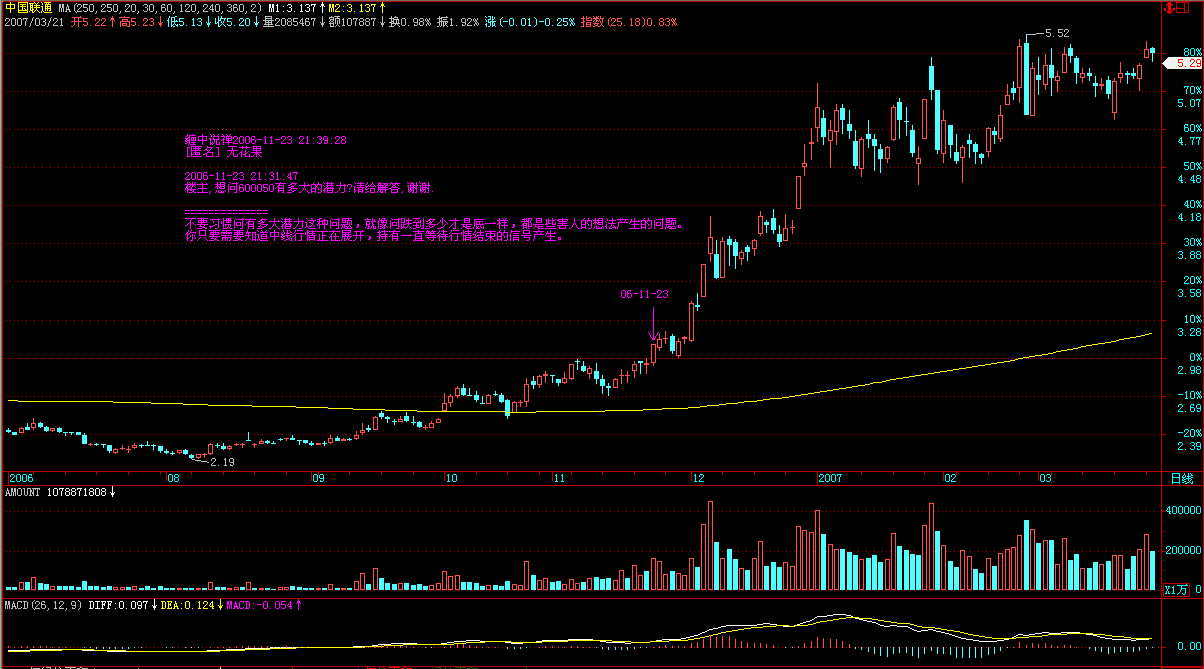 中国联通 MA(250,250,20,30,60,120,240,360,2) M1:3.137↑M2:3.137↑
2007/03/21 开5.22↑高5.23↓低5.13↓收5.20↓量2085467↓额107887↓换0.98% 振1.92% 涨(-0.01)-0.25% 指数(25.18)0.83%
5.52
80%
5.29
70%
5.07
缠中说禅2006-11-23 21:39:28
[匿名] 无花果
2006-11-23 21:31:47
楼主,想问600050有多大的潜力?请给解答,谢谢.
==============
不要习惯问有多大潜力这种问题，就像问跌到多少才是底一样，都是些害人的想法产生的问题。
你只要需要知道中线行情正在展开，持有一直等待行情结束的信号产生。
60%
4.77
50%
4.48
40%
4.18
30%
3.88
20%
3.58
06-11-23
10%
3.28
0%
2.98
-10%
2.69
-20%
2.39
2.19
2006 08 09 10 11 12 2007 02 03 日线
AMOUNT 1078871808↓
400000
200000
X1万 0
MACD(26,12,9) DIFF:0.097↓DEA:0.124↓MACD:-0.054↑
0.00